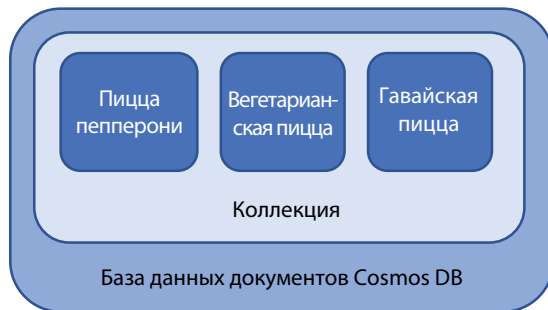 Пицца
пепперони
Вегетариан-
ская пицца
Гавайская
пицца
Коллекция
База данных документов Cosmos DB